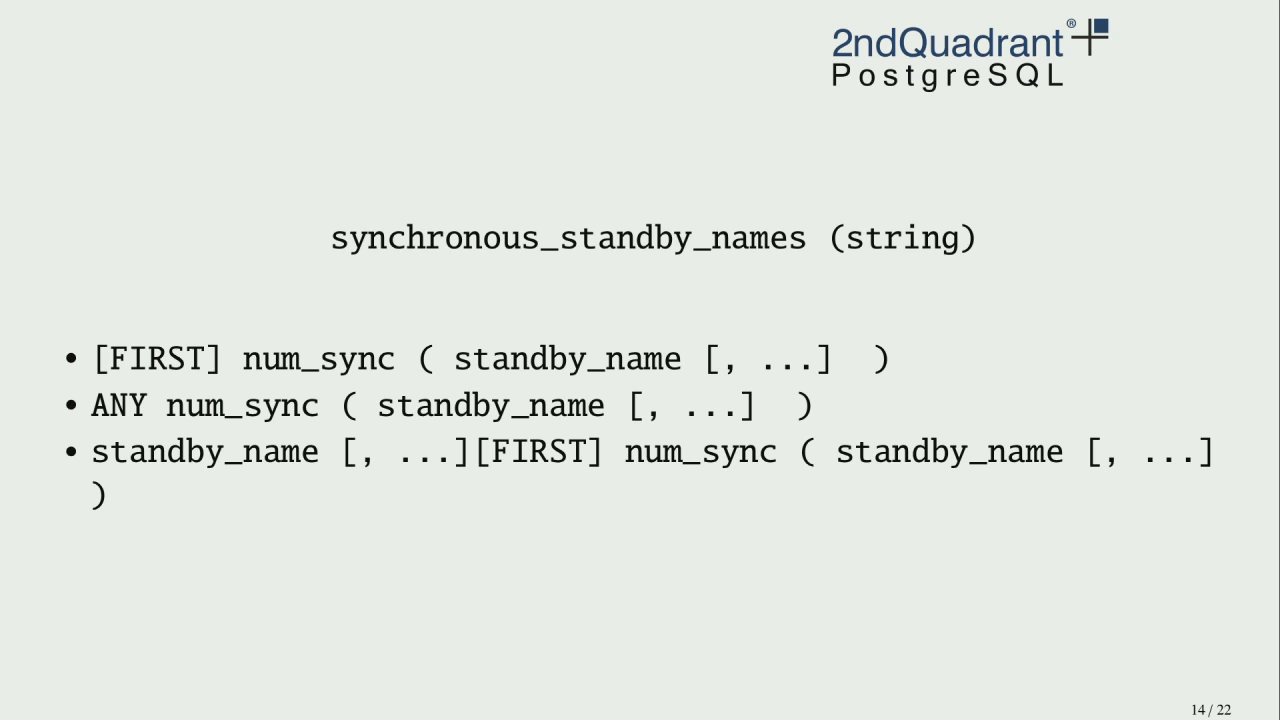 2ndQuadrant®
PostgreSQL
synchronous_standby_names (string)
• [FIRST] num_sync ( standby_name [, ...] )
• ANY num_sync ( standby_name [, ...] )
• standby_name [, ...][FIRST] num_sync ( standby_name [, ...]
)
14 / 22